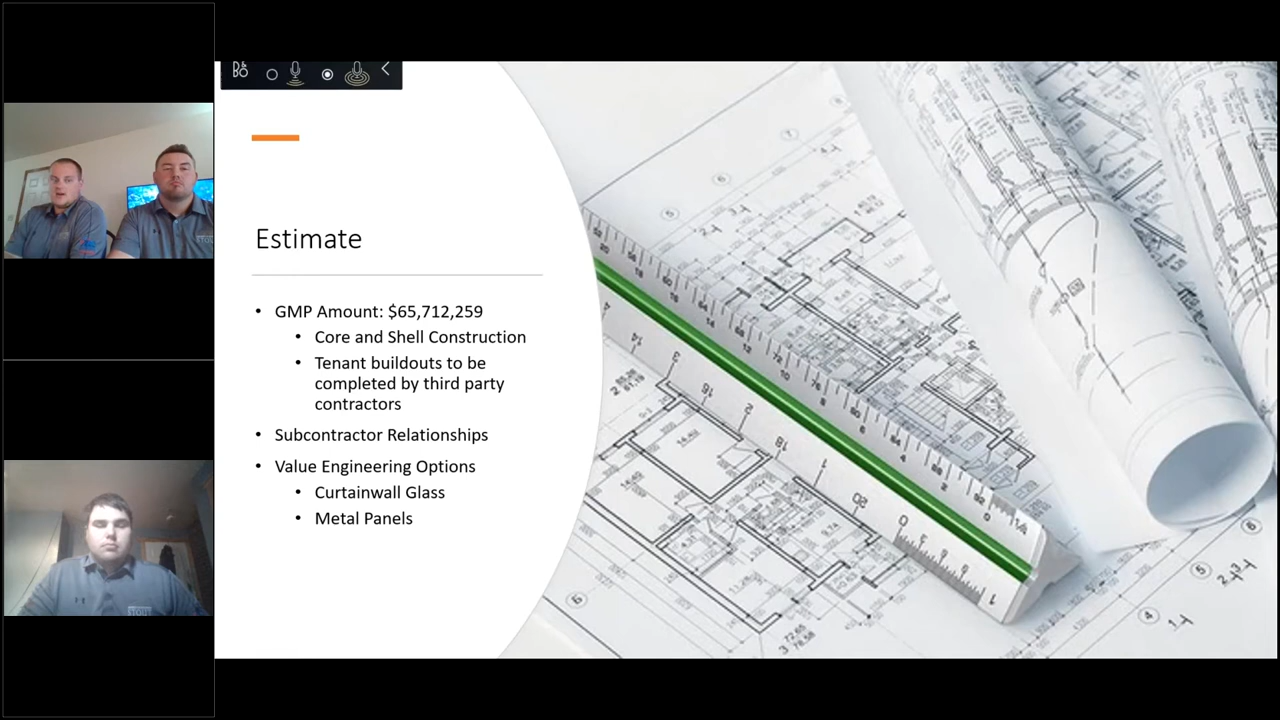 Estimate
• GMP Amount: $65,712,259
• Core and Shell Construction
• Tenant buildouts to be
completed by third party
contractors
• Subcontractor Relationships
• Value Engineering Options
• Curtainwall Glass
• Metal Panels
STOUT